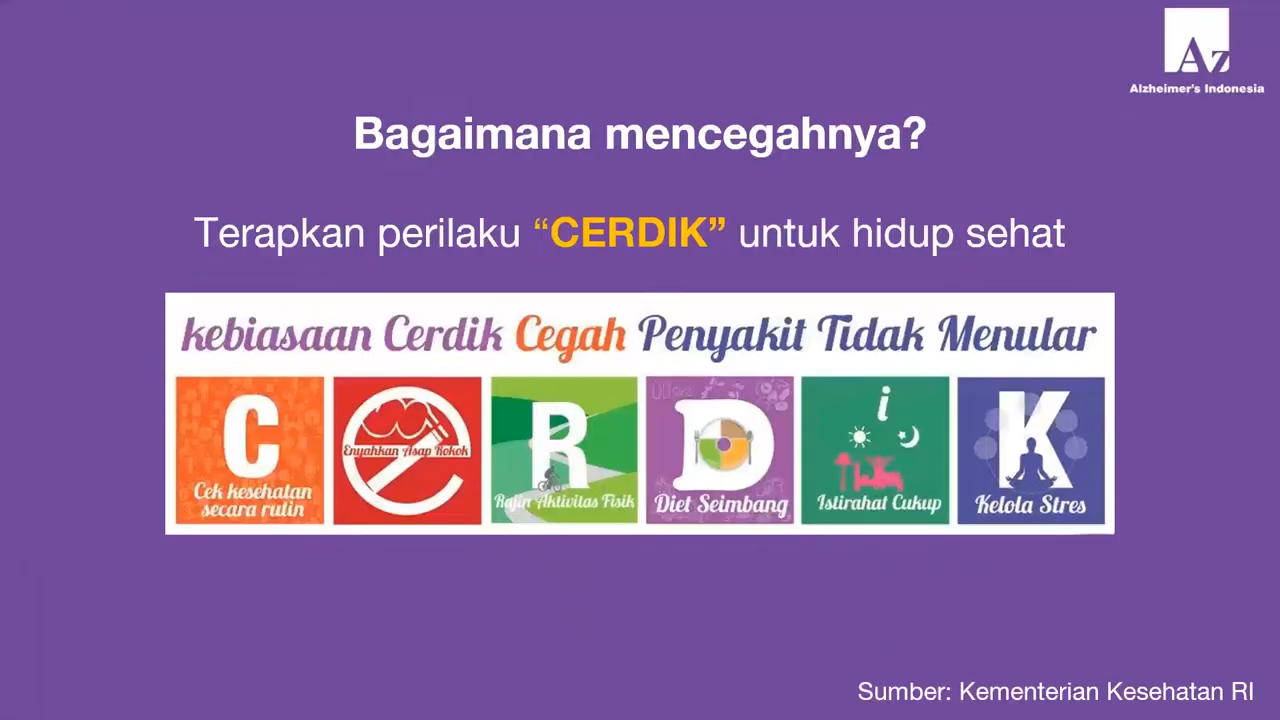 Az
Alzheimer's Indonesia
Bagaimana mencegahnya?
Terapkan perilaku “CERDIK” untuk hidup sehat
kebiasaan Cerdik Cegah Penyakit Tidak Menular
C
Cek kesehatan
secara rutin
e
Enyahkan Asap Rokok
R
Rajin Aktivitas Fisik
D
Diet Seimbang
i
Istirahat Cukup
K
Kelola Stres
Sumber: Kementerian Kesehatan RI